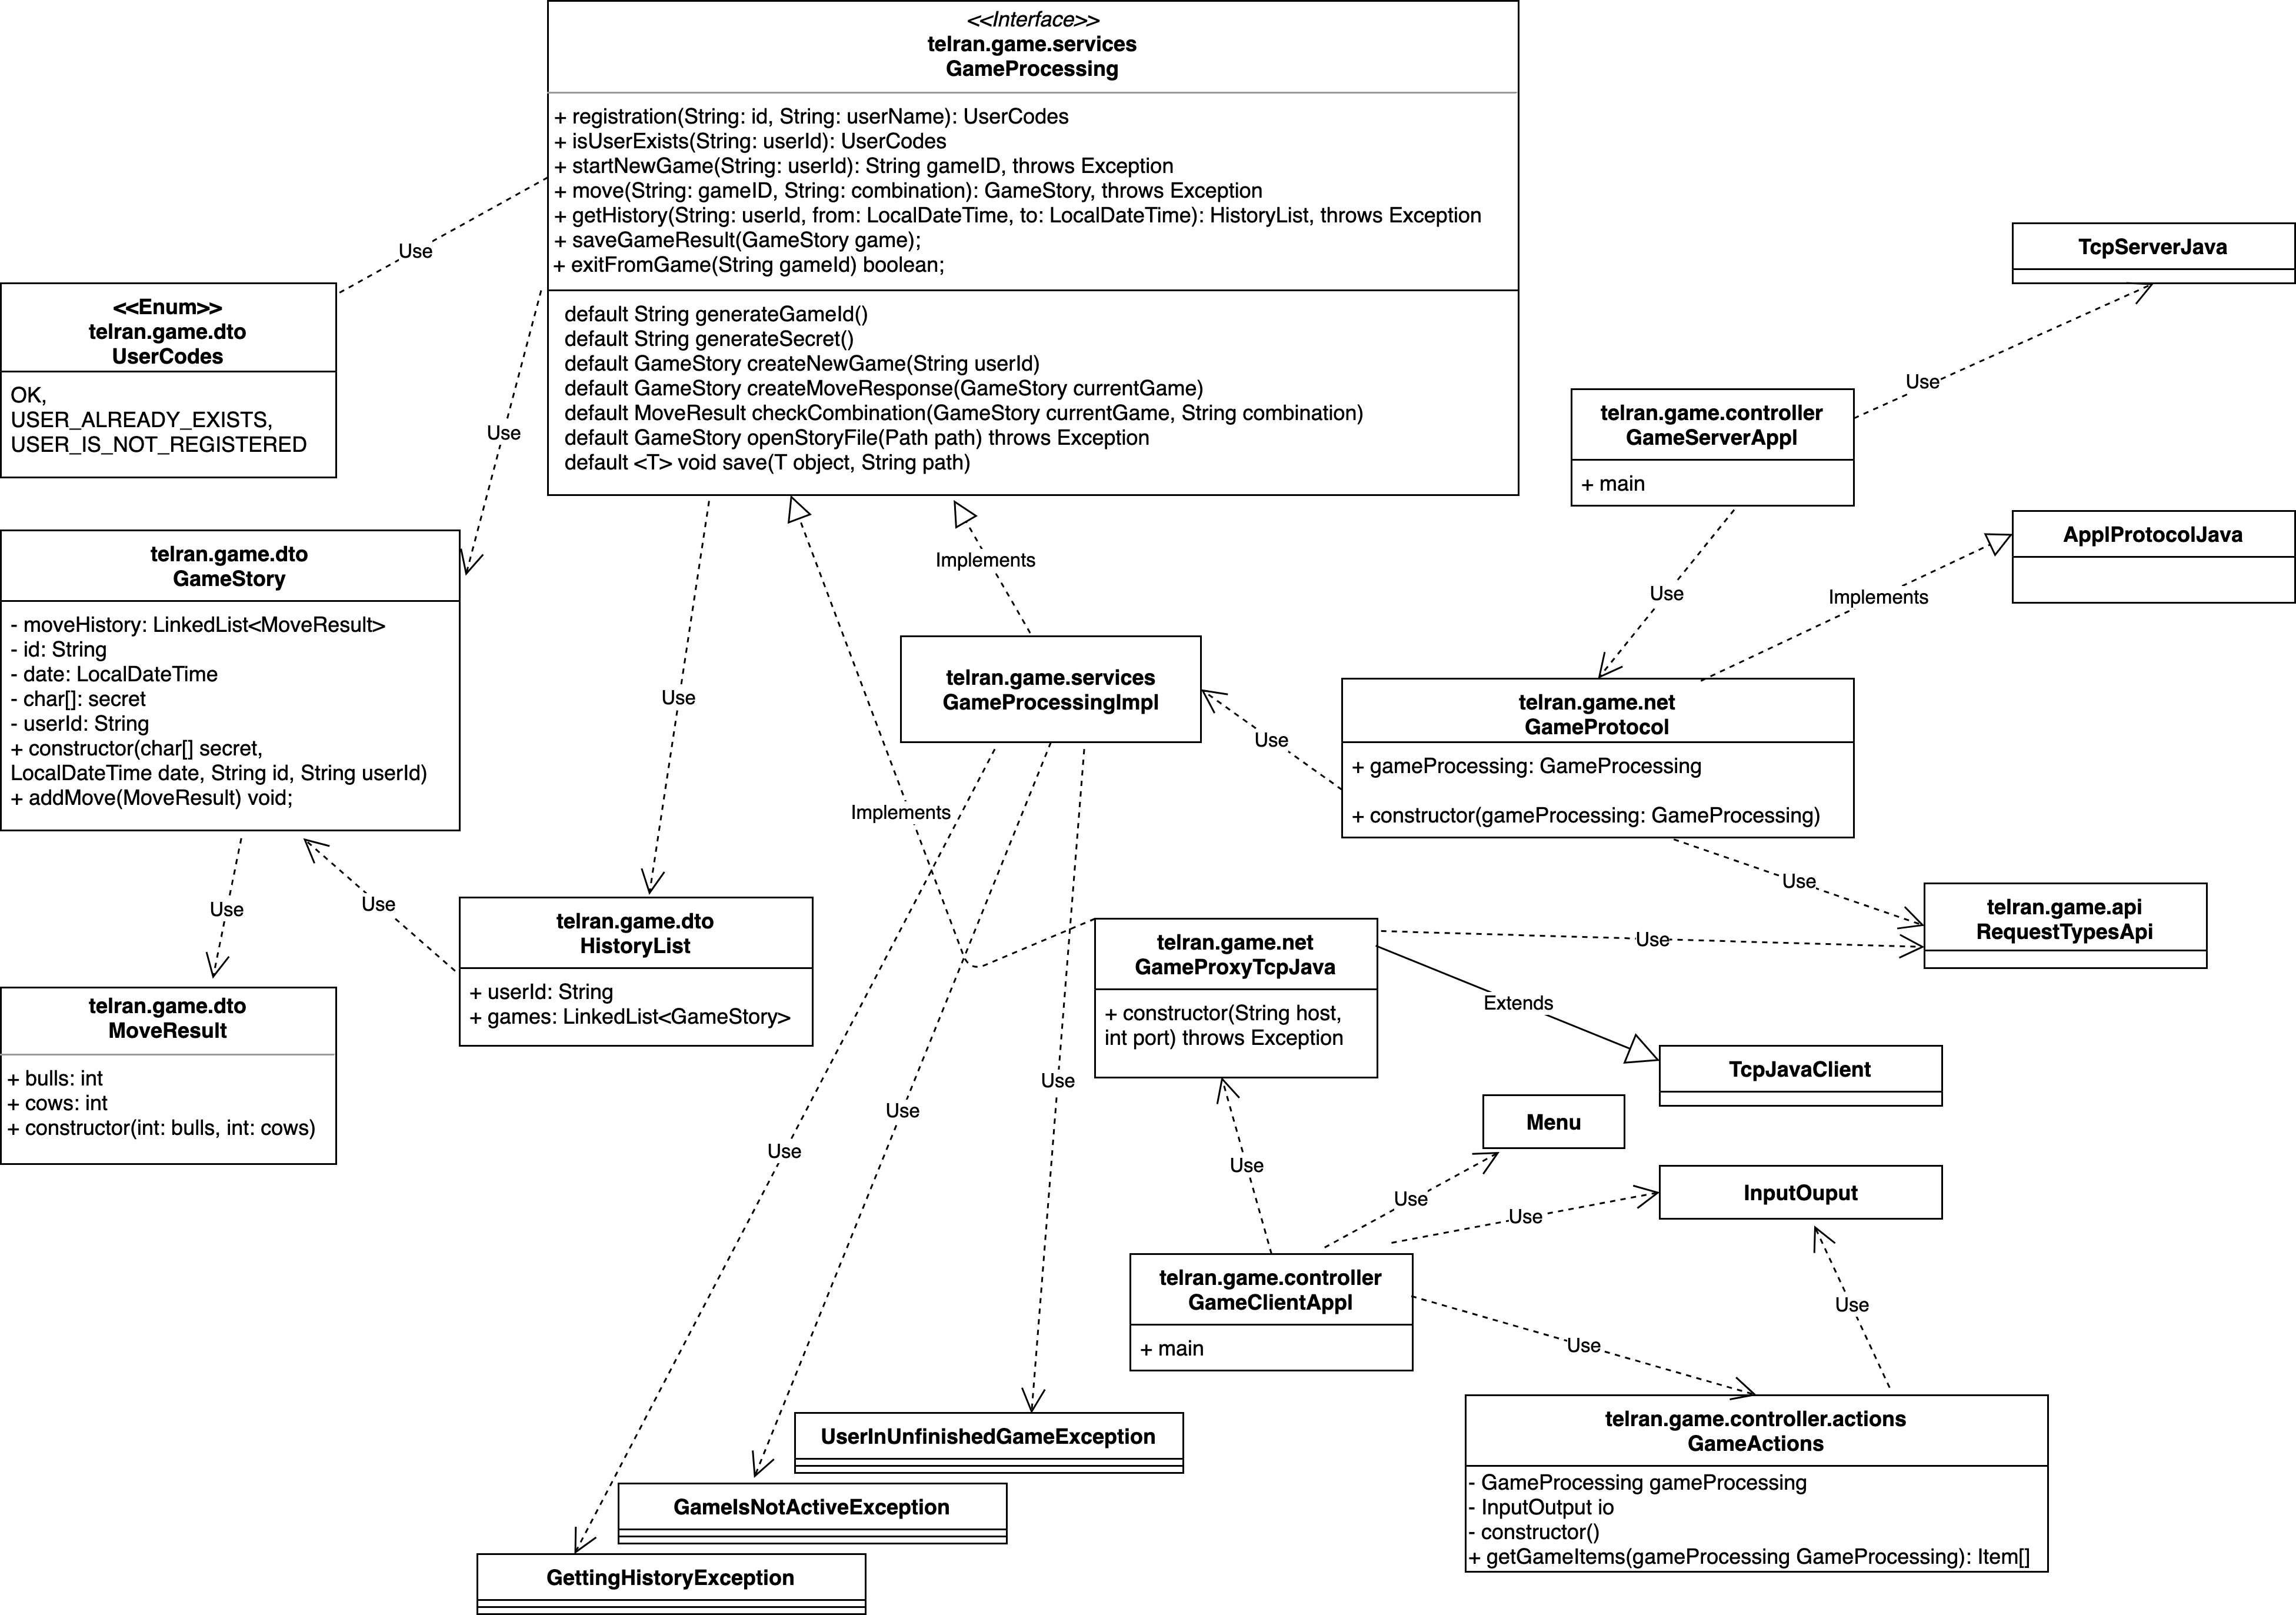 <<Interface>>
telran.game.services
GameProcessing
+ registration(String: id, String: userName): UserCodes
+ isUserExists(String: userId): UserCodes
+ startNewGame(String: userId): String gameID, throws Exception
+ move(String: gameID, String: combination): GameStory, throws Exception
+ getHistory(String: userId, from: LocalDateTime, to: LocalDateTime): HistoryList, throws Exception
+ saveGameResult(GameStory game);
+ exitFromGame(String gameId) boolean;
default String generateGameId()
default String generateSecret()
default GameStory createNewGame(String userId)
default GameStory createMoveResponse(GameStory currentGame)
default MoveResult checkCombination(GameStory currentGame, String combination)
default GameStory openStoryFile(Path path) throws Exception
default <T> void save(T object, String path)
Use
<<Enum>>
telran.game.dto
UserCodes
OK,
USER_ALREADY_EXISTS,
USER_IS_NOT_REGISTERED
Use
TcpServerJava
Use
telran.game.controller
GameServerAppl
+ main
Use
ApplProtocolJava
Implements
telran.game.dto
GameStory
- moveHistory: LinkedList<MoveResult>
- id: String
- date: LocalDateTime
- char[]: secret
- userId: String
+ constructor(char[] secret,
LocalDateTime date, String id, String userId)
+ addMove(MoveResult) void;
Use
Implements
telran.game.services
GameProcessingImpl
Use
telran.game.net
GameProtocol
+ gameProcessing: GameProcessing
+ constructor(gameProcessing: GameProcessing)
Implements
Use
Use
Use
telran.game.dto
HistoryList
+ userId: String
+ games: LinkedList<GameStory>
telran.game.api
RequestTypesApi
telran.game.net
GameProxyTcpJava
+ constructor(String host,
int port) throws Exception
Use
Extends
TcpJavaClient
telran.game.dto
MoveResult
+ bulls: int
+ cows: int
+ constructor(int: bulls, int: cows)
Use
Use
Use
Menu
Use
Use
Use
InputOuput
telran.game.controller
GameClientAppl
+ main
Use
Use
telran.game.controller.actions
GameActions
- GameProcessing gameProcessing
- InputOutput io
- constructor()
+ getGameItems(gameProcessing GameProcessing): Item[]
UserInUnfinishedGameException
GameIsNotActiveException
GettingHistoryException